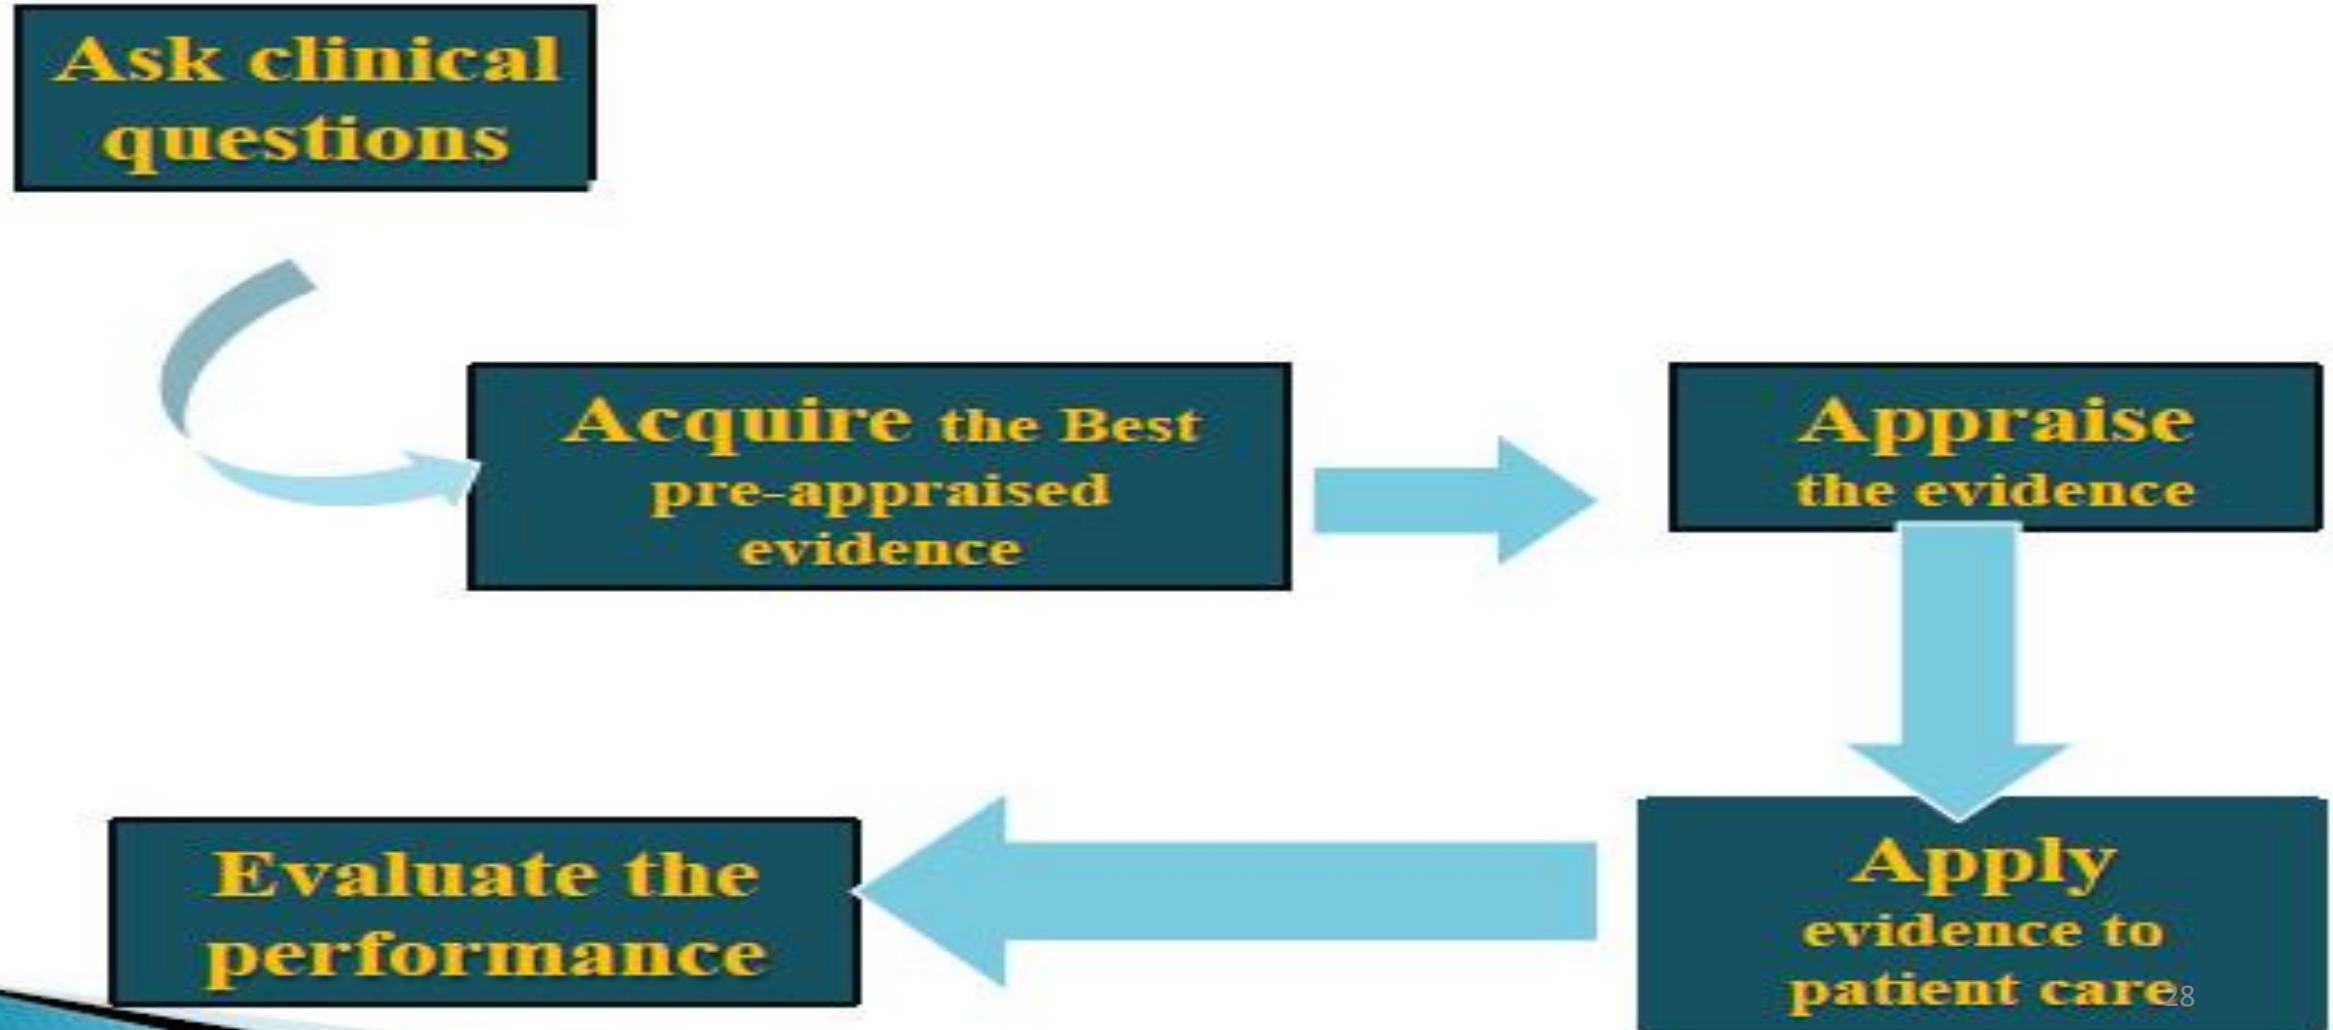 Ask clinical
questions
Acquire the Best
pre-appraised
evidence
Appraise
the evidence
Apply
evidence to
patient care
28
Evaluate the
performance